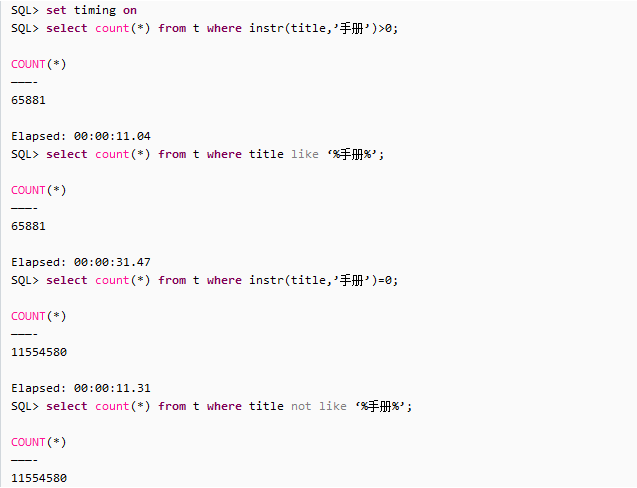 SQL> set timing on
SQL> select count(*) from t where instr(title,’手册’)>0;
COUNT(*)
———-
65881
Elapsed: 00:00:11.04
SQL> select count(*) from t where title like ‘%手册%’;
COUNT(*)
———-
65881
Elapsed: 00:00:31.47
SQL> select count(*) from t where instr(title,’手册’)=0;
COUNT(*)
———-
11554580
Elapsed: 00:00:11.31
SQL> select count(*) from t where title not like ‘%手册%’;
COUNT(*)
———-
11554580